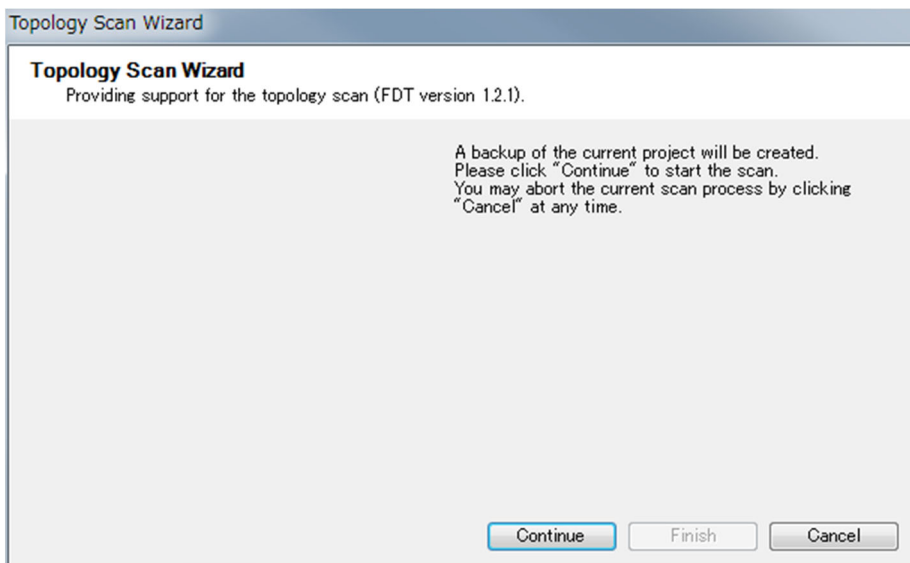 Topology Scan Wizard
Topology Scan Wizard
Providing support for the topology scan (FDT version 1.2.1).
A backup of the current project will be created.
Please click "Continue" to start the scan.
You may abort the current scan process by clicking
"Cancel" at any time.
Continue
Finish
Cancel